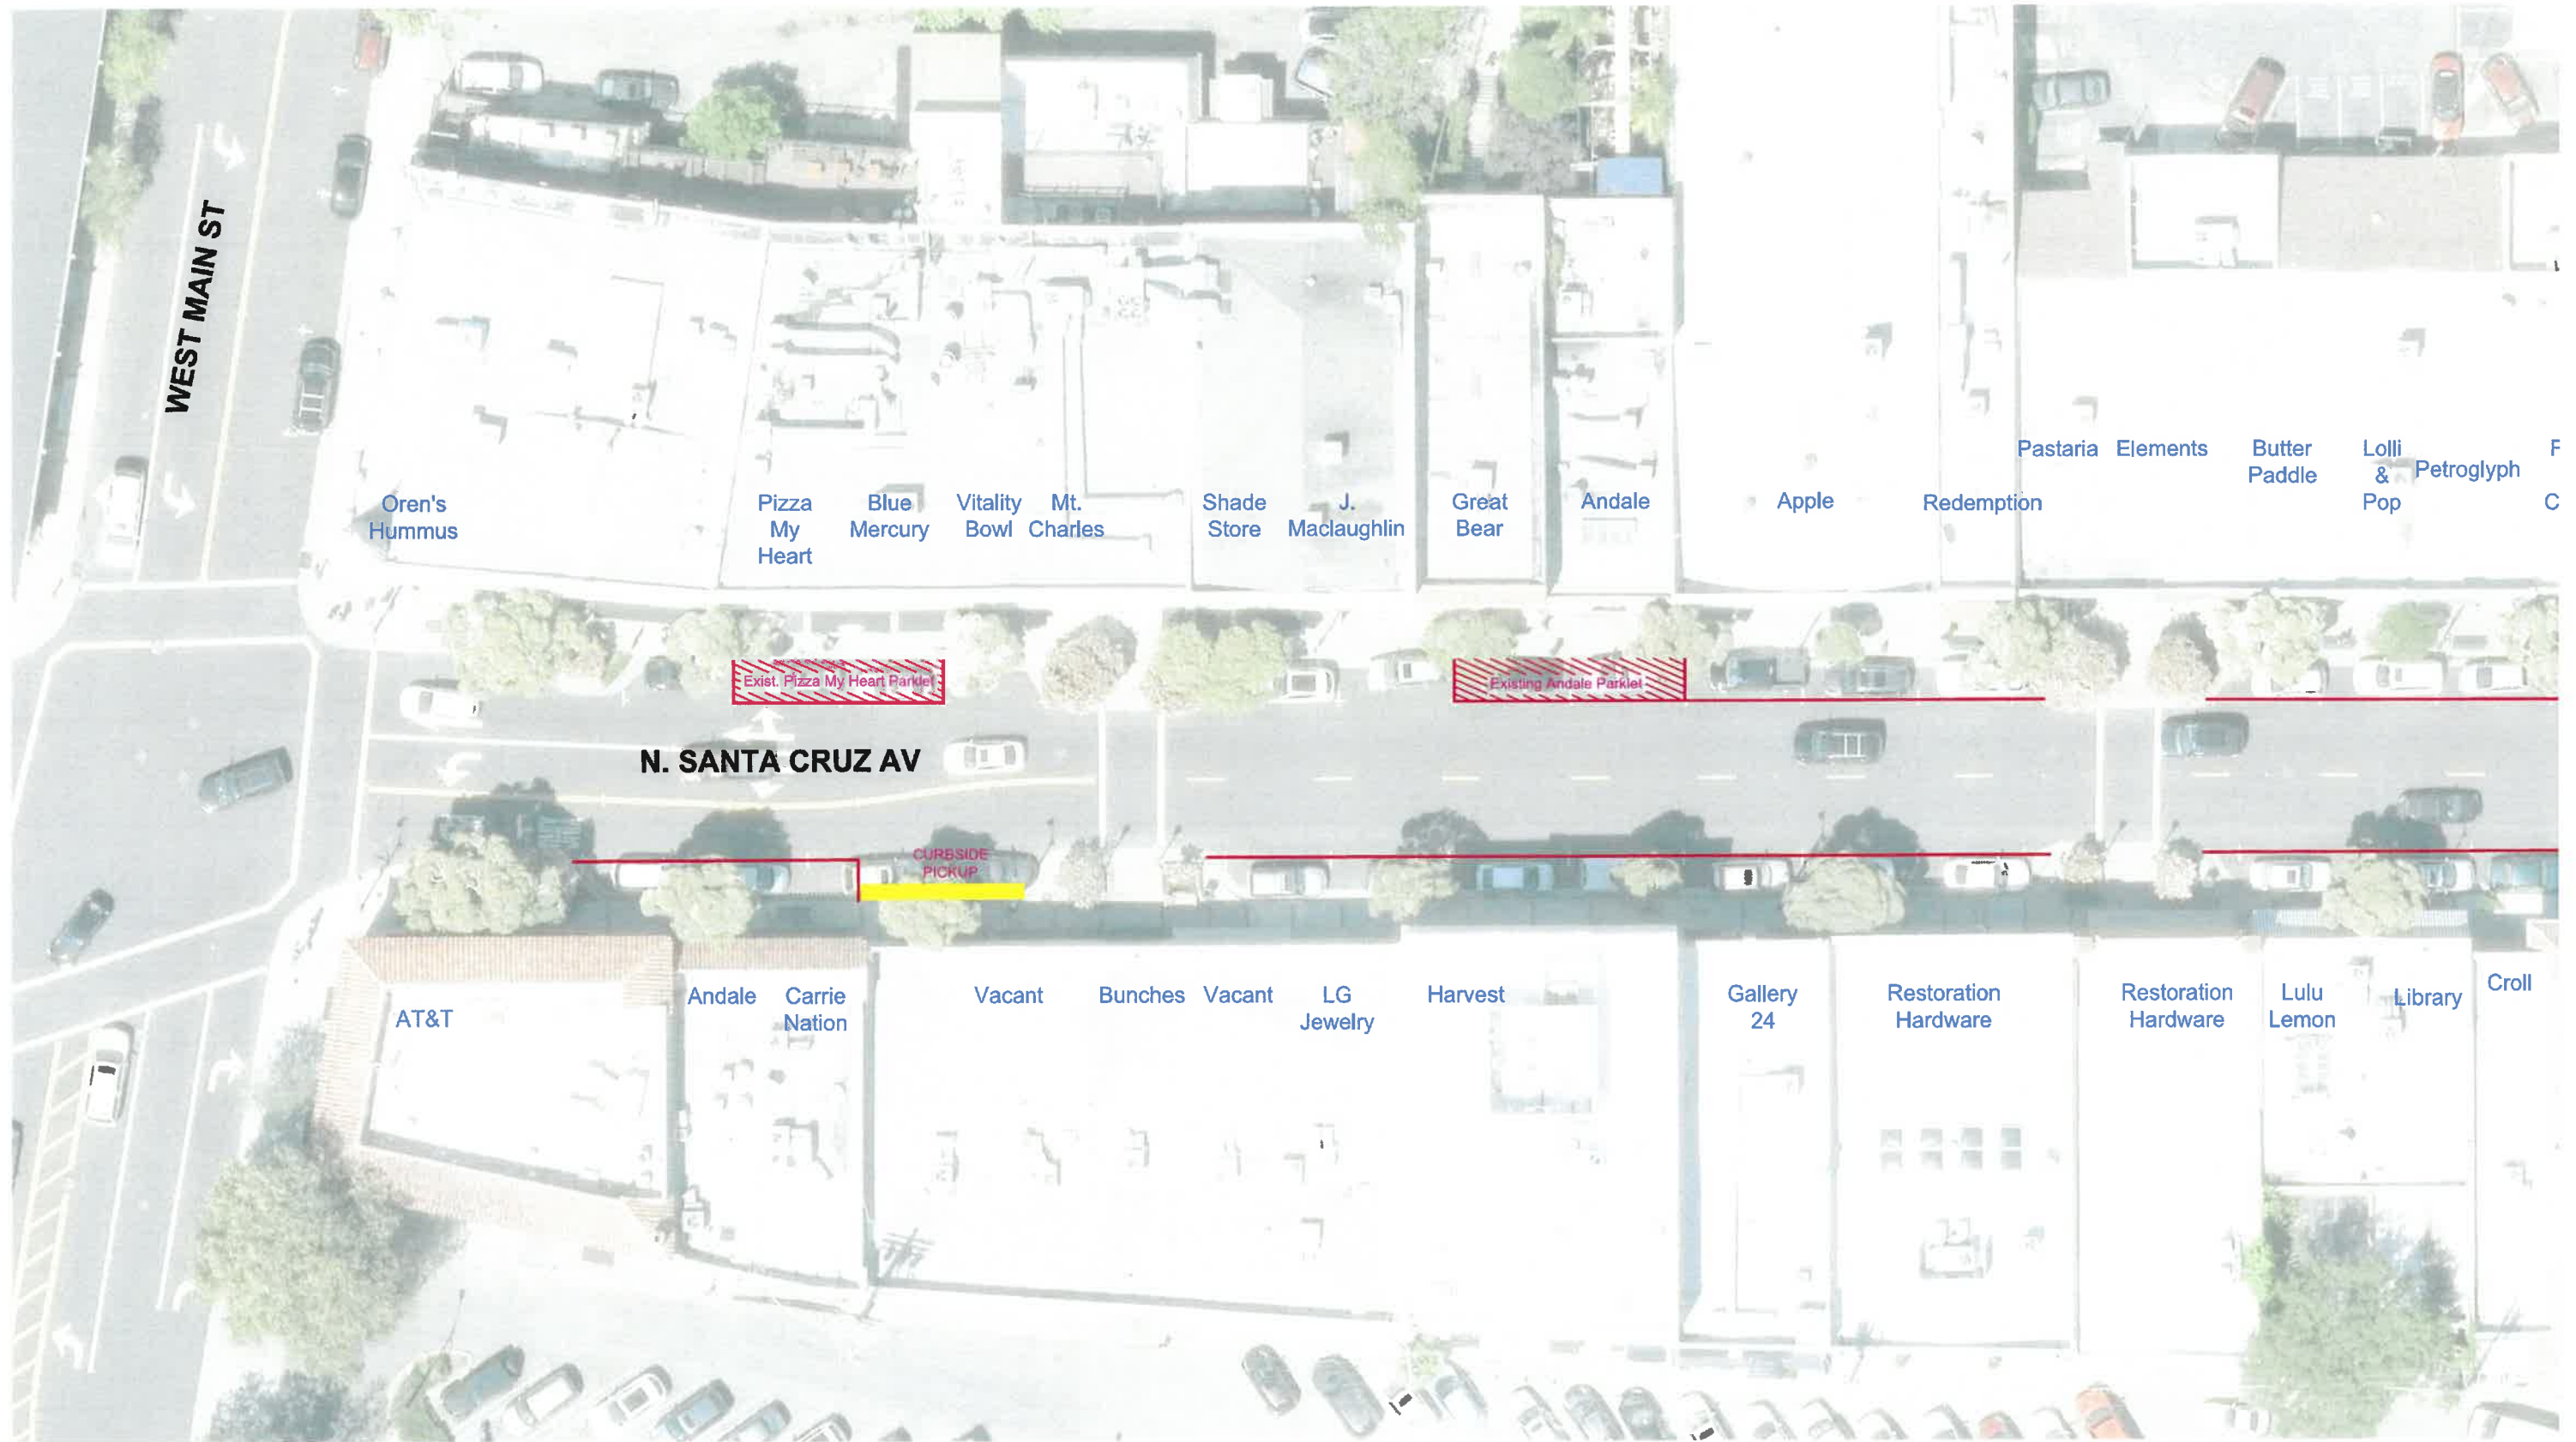 WEST MAIN ST
Pastaria Elements Butter Lolli F
Paddle & Petroglyph
Pop C
Oren's
Hummus
Pizza
My
Heart
Blue
Mercury
Vitality
Bowl
Mt.
Charles
Shade
Store
J.
Maclaughlin
Great
Bear
Andale
Apple
Redemption
Exist. Pizza My Heart Parklet
Existing Andale Parklet
N. SANTA CRUZ AV
CURBSIDE
PICKUP
AT&T
Andale
Carrie
Nation
Vacant
Bunches
Vacant
LG
Jewelry
Harvest
Gallery
24
Restoration
Hardware
Restoration
Hardware
Lulu
Lemon
Library
Croll